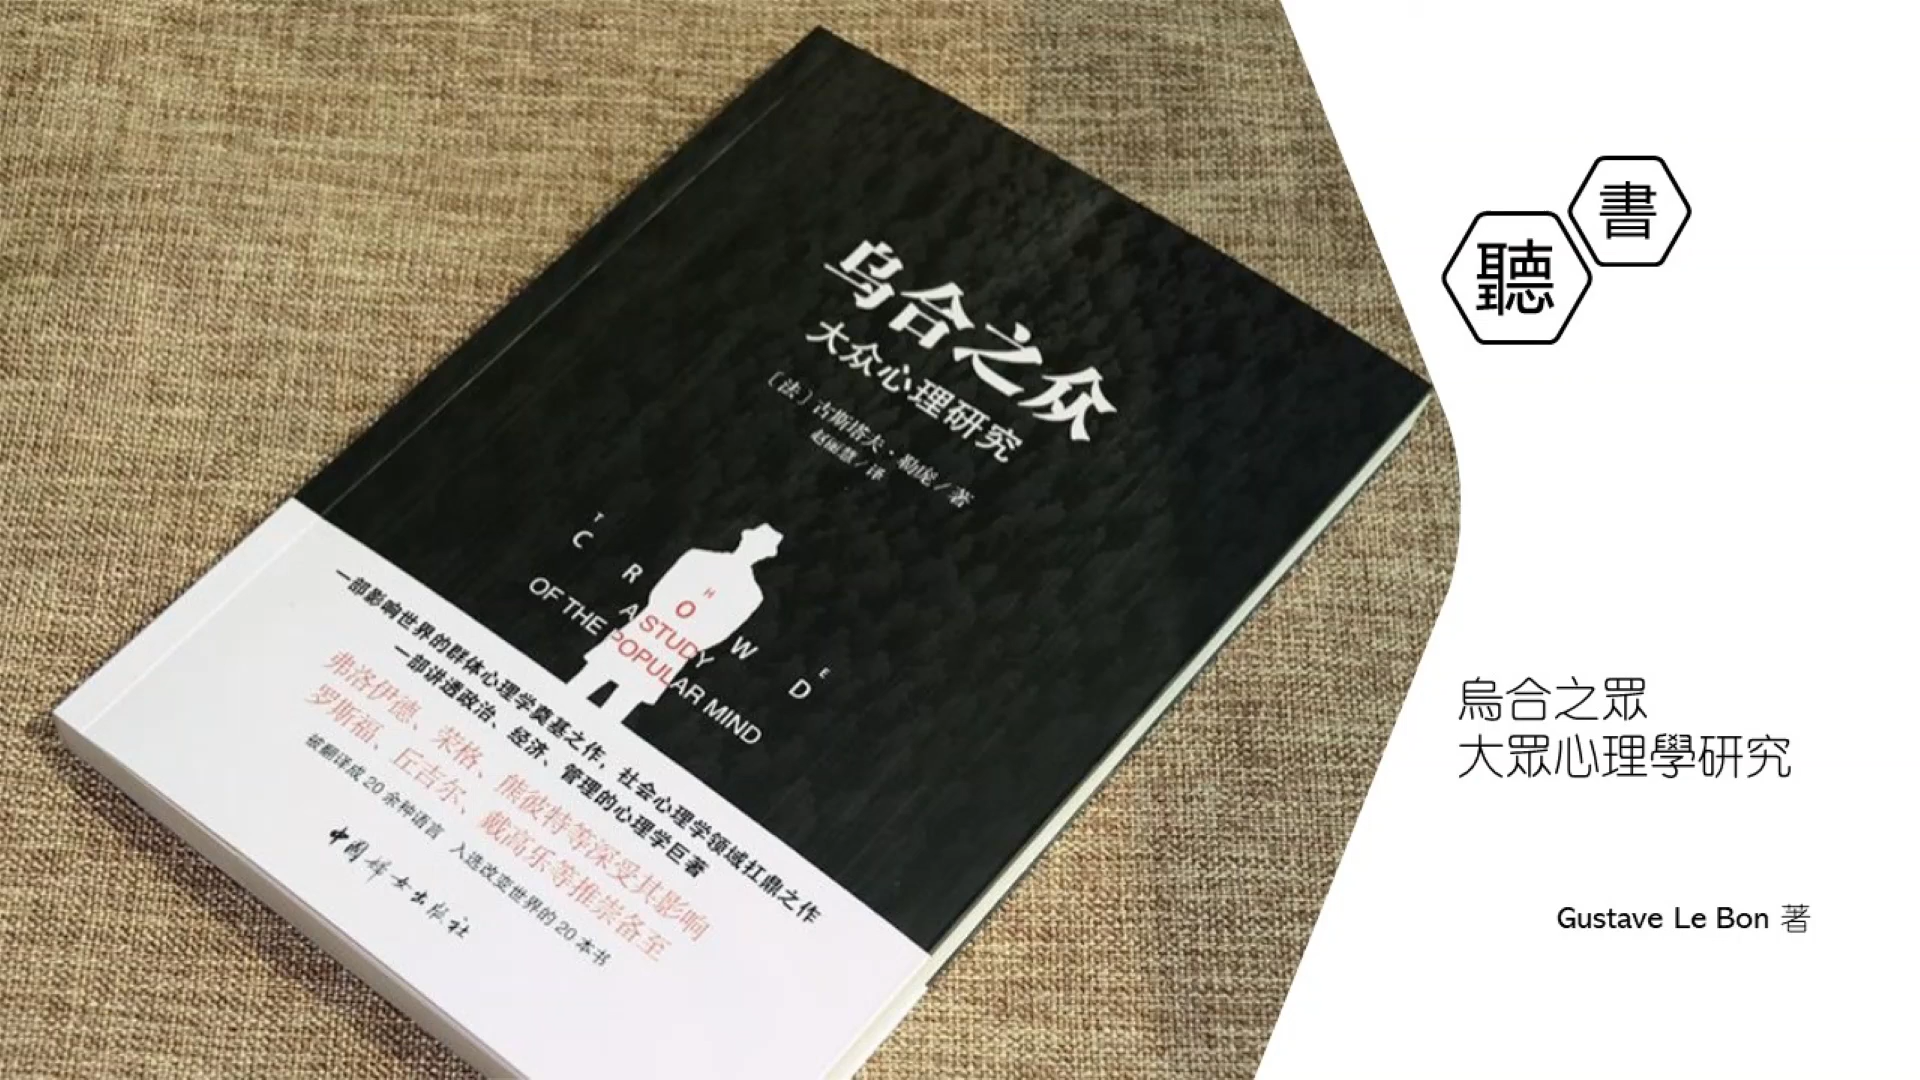 乌合之众
大众心理研究
〔法〕古斯塔夫·勒庞/著
赵丽慧/译
THE
CROWD
A STUDY
OF THE POPULAR MIND
一部影响世界的群体心理学奠基之作，社会心理学领域扛鼎之作
一部讲透政治、经济、管理的心理学巨著
弗洛伊德、荣格、熊彼特等深受其影响
罗斯福、丘吉尔、戴高乐等推崇备至
被翻译成20余种语言 入选改变世界的20本书
中国妇女出版社
聽書
烏合之眾
大眾心理學研究
Gustave Le Bon 著